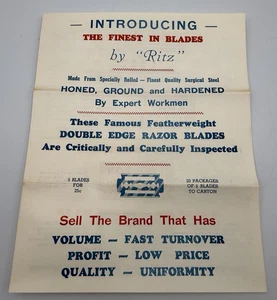 — INTRODUCING —
THE FINEST IN BLADES
by "Ritz"
Made From Specially Rolled — Finest Quality Surgical Steel
HONED, GROUND and HARDENED
By Expert Workmen
These Famous Featherweight
DOUBLE EDGE RAZOR BLADES
Are Critically and Carefully Inspected
5 BLADES
FOR
25c
20 PACKAGES
OF 5 BLADES
TO CARTON
Sell The Brand That Has
VOLUME — FAST TURNOVER
PROFIT — LOW PRICE
QUALITY — UNIFORMITY